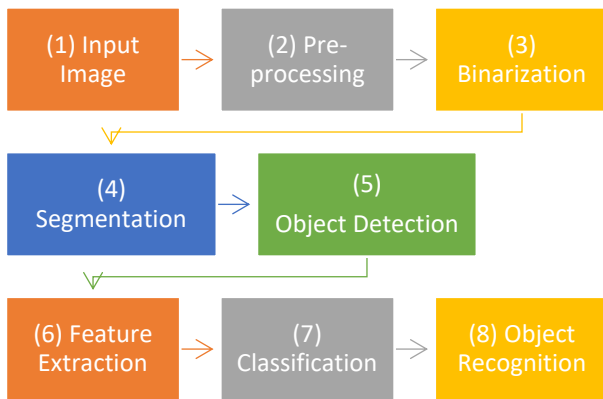 (1) Input
Image
(2) Pre-
processing
(3)
Binarization
(4)
Segmentation
(5)
Object Detection
(6) Feature
Extraction
(7)
Classification
(8) Object
Recognition